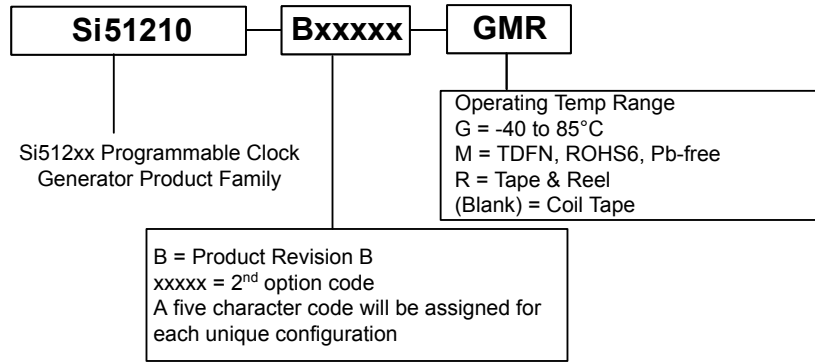 Si51210
Bxxxxx
GMR
Si512xx Programmable Clock
Generator Product Family
Operating Temp Range
G = -40 to 85°C
M = TDFN, ROHS6, Pb-free
R = Tape & Reel
(Blank) = Coil Tape
B = Product Revision B
xxxxx = 2nd option code
A five character code will be assigned for
each unique configuration